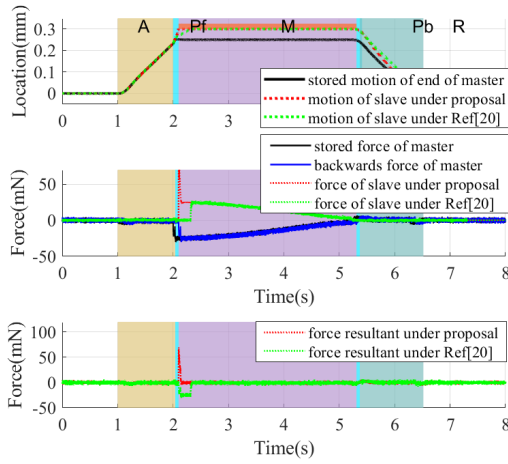 A Pf M Pb R
Location(mm)
0.3
0.2
0.1
0
0 1 2 3 4 5 6 7 8
stored motion of end of master
motion of slave under proposal
motion of slave under Ref[20]
stored force of master
backwards force of master
force of slave under proposal
force of slave under Ref[20]
Force(mN)
50
0
-50
0 1 2 3 4 5 6 7 8
Time(s)
force resultant under proposal
force resultant under Ref[20]
Force(mN)
100
50
0
-50
0 1 2 3 4 5 6 7 8
Time(s)